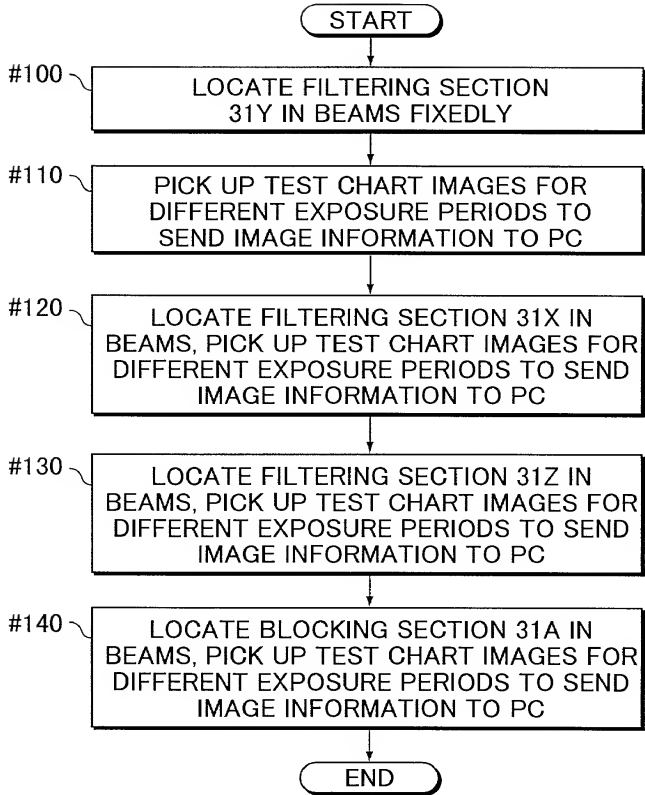 START
#100
LOCATE FILTERING SECTION
31Y IN BEAMS FIXEDLY
#110
PICK UP TEST CHART IMAGES FOR
DIFFERENT EXPOSURE PERIODS TO
SEND IMAGE INFORMATION TO PC
#120
LOCATE FILTERING SECTION 31X IN
BEAMS, PICK UP TEST CHART IMAGES FOR
DIFFERENT EXPOSURE PERIODS TO SEND
IMAGE INFORMATION TO PC
#130
LOCATE FILTERING SECTION 31Z IN
BEAMS, PICK UP TEST CHART IMAGES FOR
DIFFERENT EXPOSURE PERIODS TO SEND
IMAGE INFORMATION TO PC
#140
LOCATE BLOCKING SECTION 31A IN
BEAMS, PICK UP TEST CHART IMAGES FOR
DIFFERENT EXPOSURE PERIODS TO SEND
IMAGE INFORMATION TO PC
END